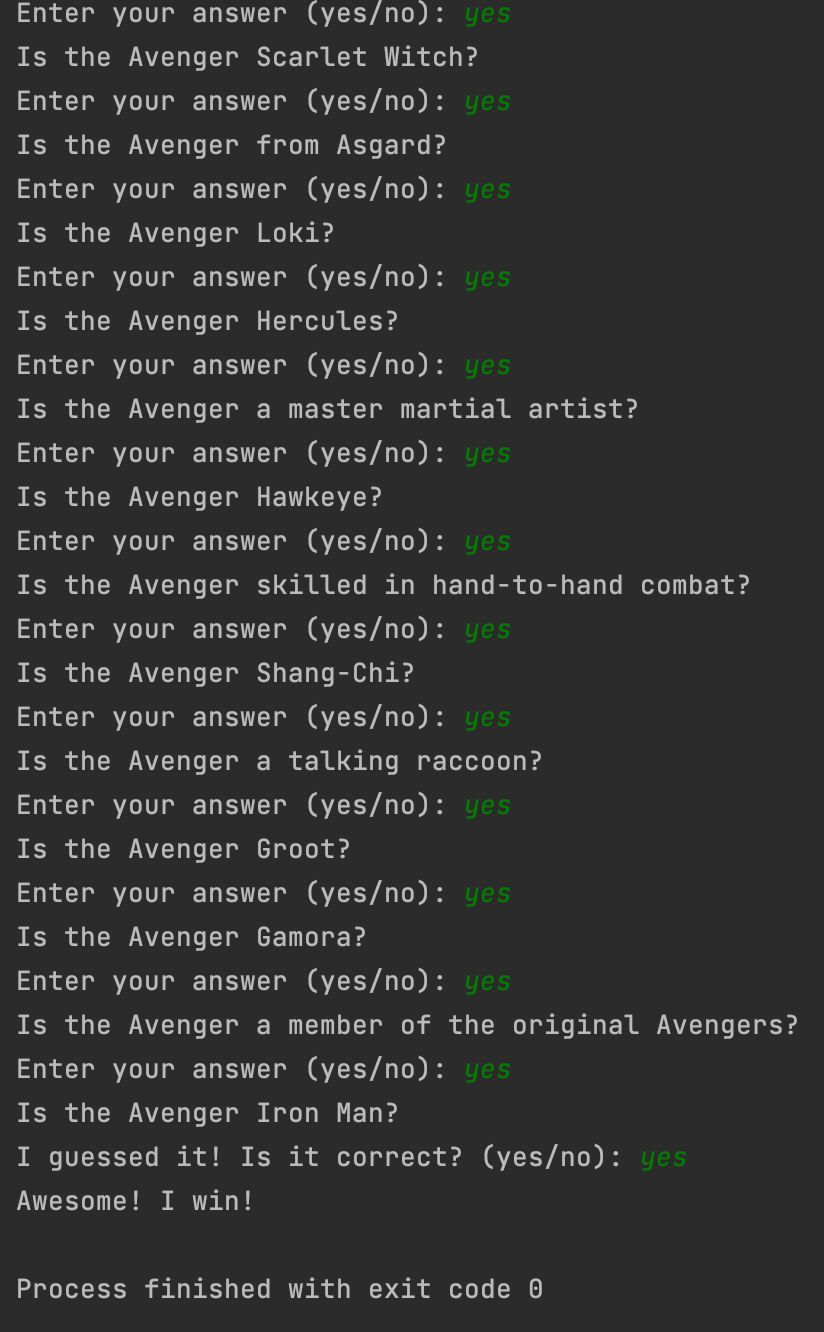 Enter your answer (yes/no): yes
Is the Avenger Scarlet Witch?
Enter your answer (yes/no): yes
Is the Avenger from Asgard?
Enter your answer (yes/no): yes
Is the Avenger Loki?
Enter your answer (yes/no): yes
Is the Avenger Hercules?
Enter your answer (yes/no): yes
Is the Avenger a master martial artist?
Enter your answer (yes/no): yes
Is the Avenger Hawkeye?
Enter your answer (yes/no): yes
Is the Avenger skilled in hand-to-hand combat?
Enter your answer (yes/no): yes
Is the Avenger Shang-Chi?
Enter your answer (yes/no): yes
Is the Avenger a talking raccoon?
Enter your answer (yes/no): yes
Is the Avenger Groot?
Enter your answer (yes/no): yes
Is the Avenger Gamora?
Enter your answer (yes/no): yes
Is the Avenger a member of the original Avengers?
Enter your answer (yes/no): yes
Is the Avenger Iron Man?
I guessed it! Is it correct? (yes/no): yes
Awesome! I win!
Process finished with exit code 0